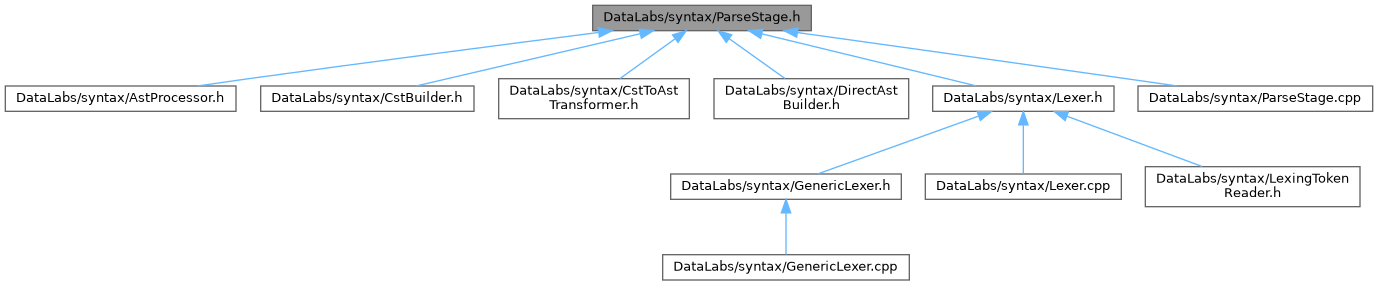 DataLabs/syntax/ParseStage.h
DataLabs/syntax/AstProcessor.h
DataLabs/syntax/CstBuilder.h
DataLabs/syntax/CstToAst
Transformer.h
DataLabs/syntax/DirectAst
Builder.h
DataLabs/syntax/Lexer.h
DataLabs/syntax/ParseStage.cpp
DataLabs/syntax/GenericLexer.h
DataLabs/syntax/Lexer.cpp
DataLabs/syntax/LexingToken
Reader.h
DataLabs/syntax/GenericLexer.cpp